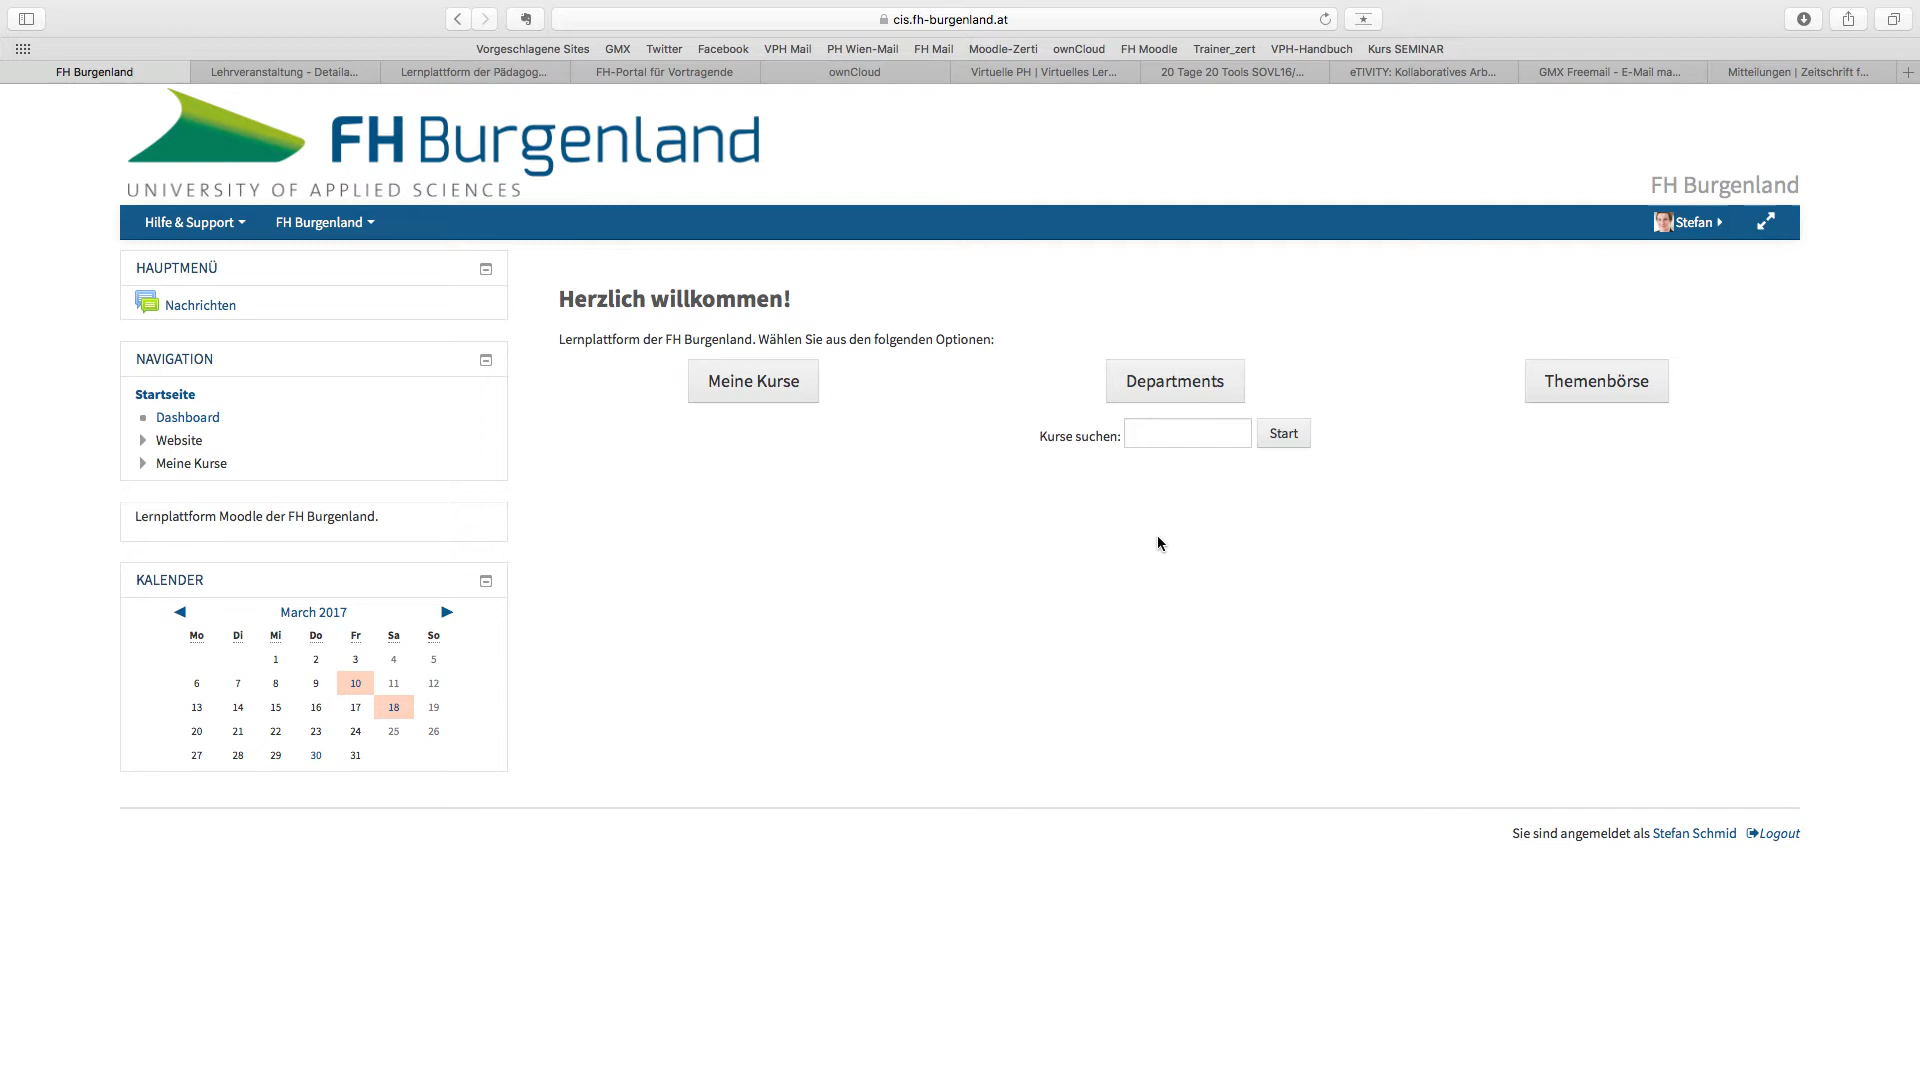 cis.fh-burgenland.at
Vorgeschlagene Sites GMX Twitter Facebook VPH Mail PH Wien-Mail FH Mail Moodle-Zerti ownCloud FH Moodle Trainer_zert VPH-Handbuch Kurs SEMINAR
FH Burgenland Lehrveranstaltung - Detaila... Lernplattform der Pädagog... FH-Portal für Vortragende ownCloud Virtuelle PH | Virtuelles Ler... 20 Tage 20 Tools SOVL16/... eTIVITY: Kollaboratives Arb... GMX Freemail - E-Mail ma... Mitteilungen | Zeitschrift f...
FH Burgenland
UNIVERSITY OF APPLIED SCIENCES
FH Burgenland
Hilfe & Support FH Burgenland Stefan
HAUPTMENÜ
Nachrichten
NAVIGATION
Startseite
Dashboard
Website
Meine Kurse
Lernplattform Moodle der FH Burgenland.
KALENDER
March 2017
Mo Di Mi Do Fr Sa So
1 2 3 4 5
6 7 8 9 10 11 12
13 14 15 16 17 18 19
20 21 22 23 24 25 26
27 28 29 30 31
Herzlich willkommen!
Lernplattform der FH Burgenland. Wählen Sie aus den folgenden Optionen:
Meine Kurse Departments Themenbörse
Kurse suchen: Start
Sie sind angemeldet als Stefan Schmid Logout